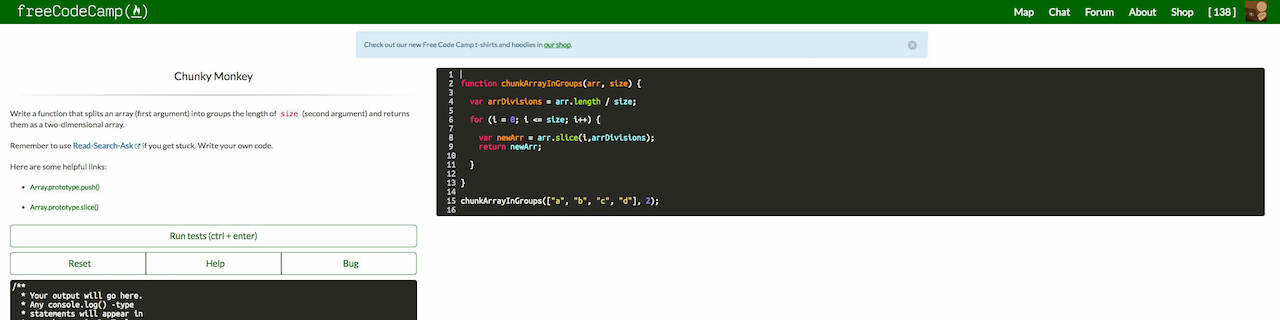 freeCodeCamp
Map Chat Forum About Shop [ 138 ]
Check out our new Free Code Camp t-shirts and hoodies in our shop.
Chunky Monkey
Write a function that splits an array (first argument) into groups the length of size (second argument) and returns
them as a two-dimensional array.
Remember to use Read-Search-Ask if you get stuck. Write your own code.
Here are some helpful links:
Array.prototype.push()
Array.prototype.slice()
Run tests (ctrl + enter)
Reset Help Bug
/**
* Your output will go here.
* Any console.log() -type
* statements will appear in
1
2 function chunkArrayInGroups(arr, size) {
3
4 var arrDivisions = arr.length / size;
5
6 for (i = 0; i <= size; i++) {
7
8 var newArr = arr.slice(i,arrDivisions);
9 return newArr;
10
11 }
12
13 }
14
15 chunkArrayInGroups(["a", "b", "c", "d"], 2);
16